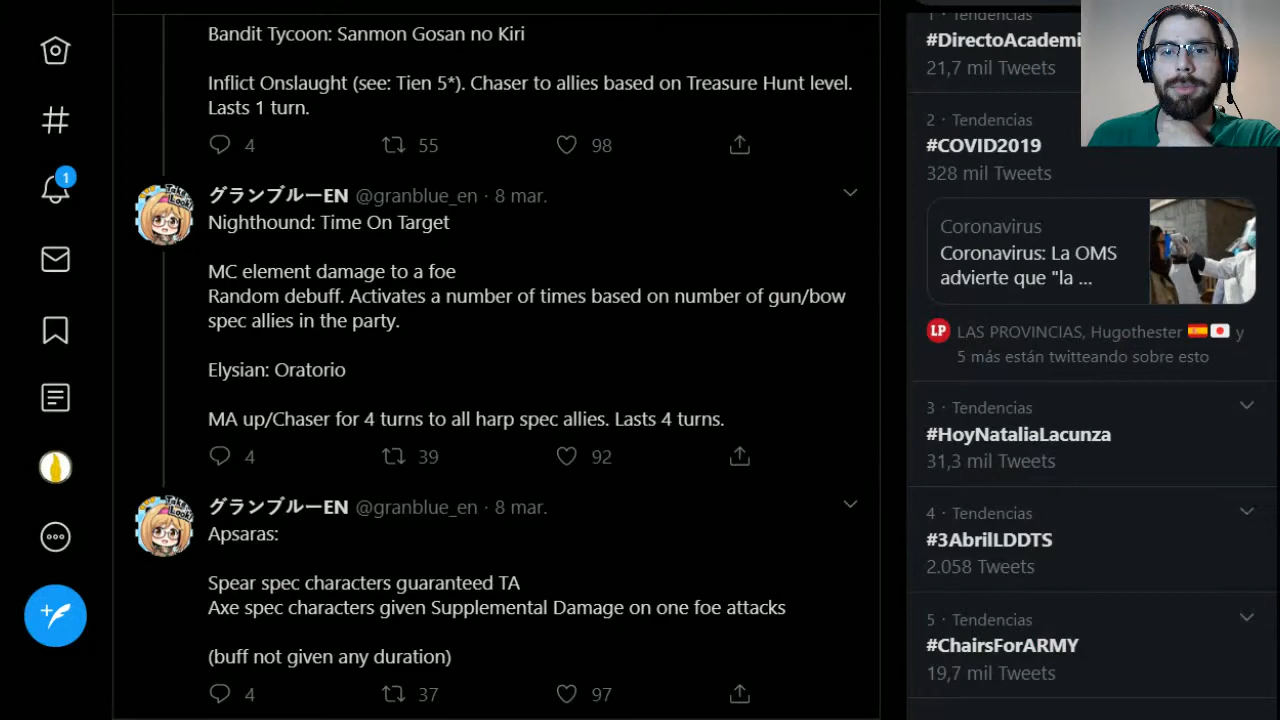 Bandit Tycoon: Sanmon Gosan no Kiri
Inflict Onslaught (see: Tien 5*). Chaser to allies based on Treasure Hunt level.
Lasts 1 turn.
4 55 98
グランブルーEN @granblue_en · 8 mar.
Nighthound: Time On Target
MC element damage to a foe
Random debuff. Activates a number of times based on number of gun/bow
spec allies in the party.
Elysian: Oratorio
MA up/Chaser for 4 turns to all harp spec allies. Lasts 4 turns.
4 39 92
グランブルーEN @granblue_en · 8 mar.
Apsaras:
Spear spec characters guaranteed TA
Axe spec characters given Supplemental Damage on one foe attacks
(buff not given any duration)
4 37 97
1
1 · Tendencias
#DirectoAcademi
21,7 mil Tweets
2 · Tendencias
#COVID2019
328 mil Tweets
Coronavirus
Coronavirus: La OMS
advierte que "la ...
LP LAS PROVINCIAS, Hugothester 🇪🇸🇯🇵 y
5 más están twitteando sobre esto
3 · Tendencias
#HoyNataliaLacunza
31,3 mil Tweets
4 · Tendencias
#3AbrilLDDTS
2.058 Tweets
5 · Tendencias
#ChairsForARMY
19,7 mil Tweets